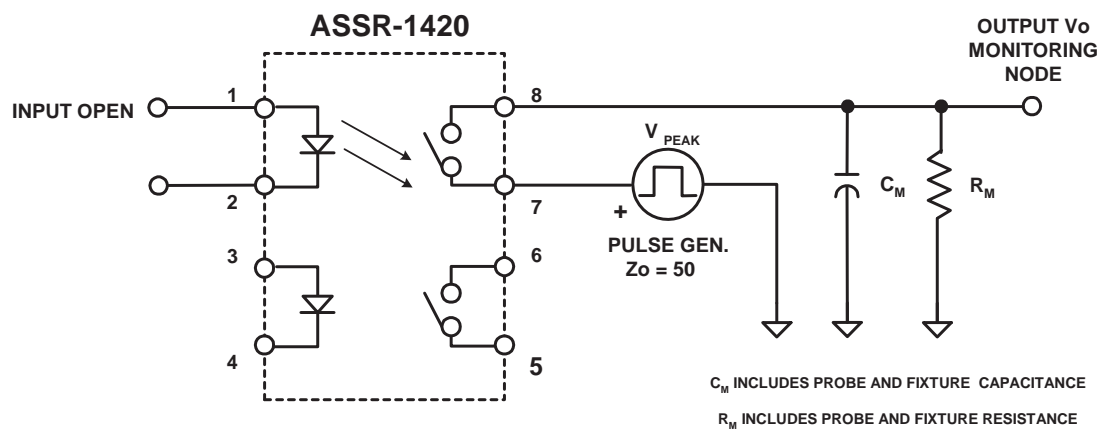 ASSR-1420
OUTPUT Vo
MONITORING
NODE
INPUT OPEN
1
8
V PEAK
2
7
+
C M
R M
PULSE GEN.
Zo = 50
3
6
4
5
C M INCLUDES PROBE AND FIXTURE CAPACITANCE
R M INCLUDES PROBE AND FIXTURE RESISTANCE